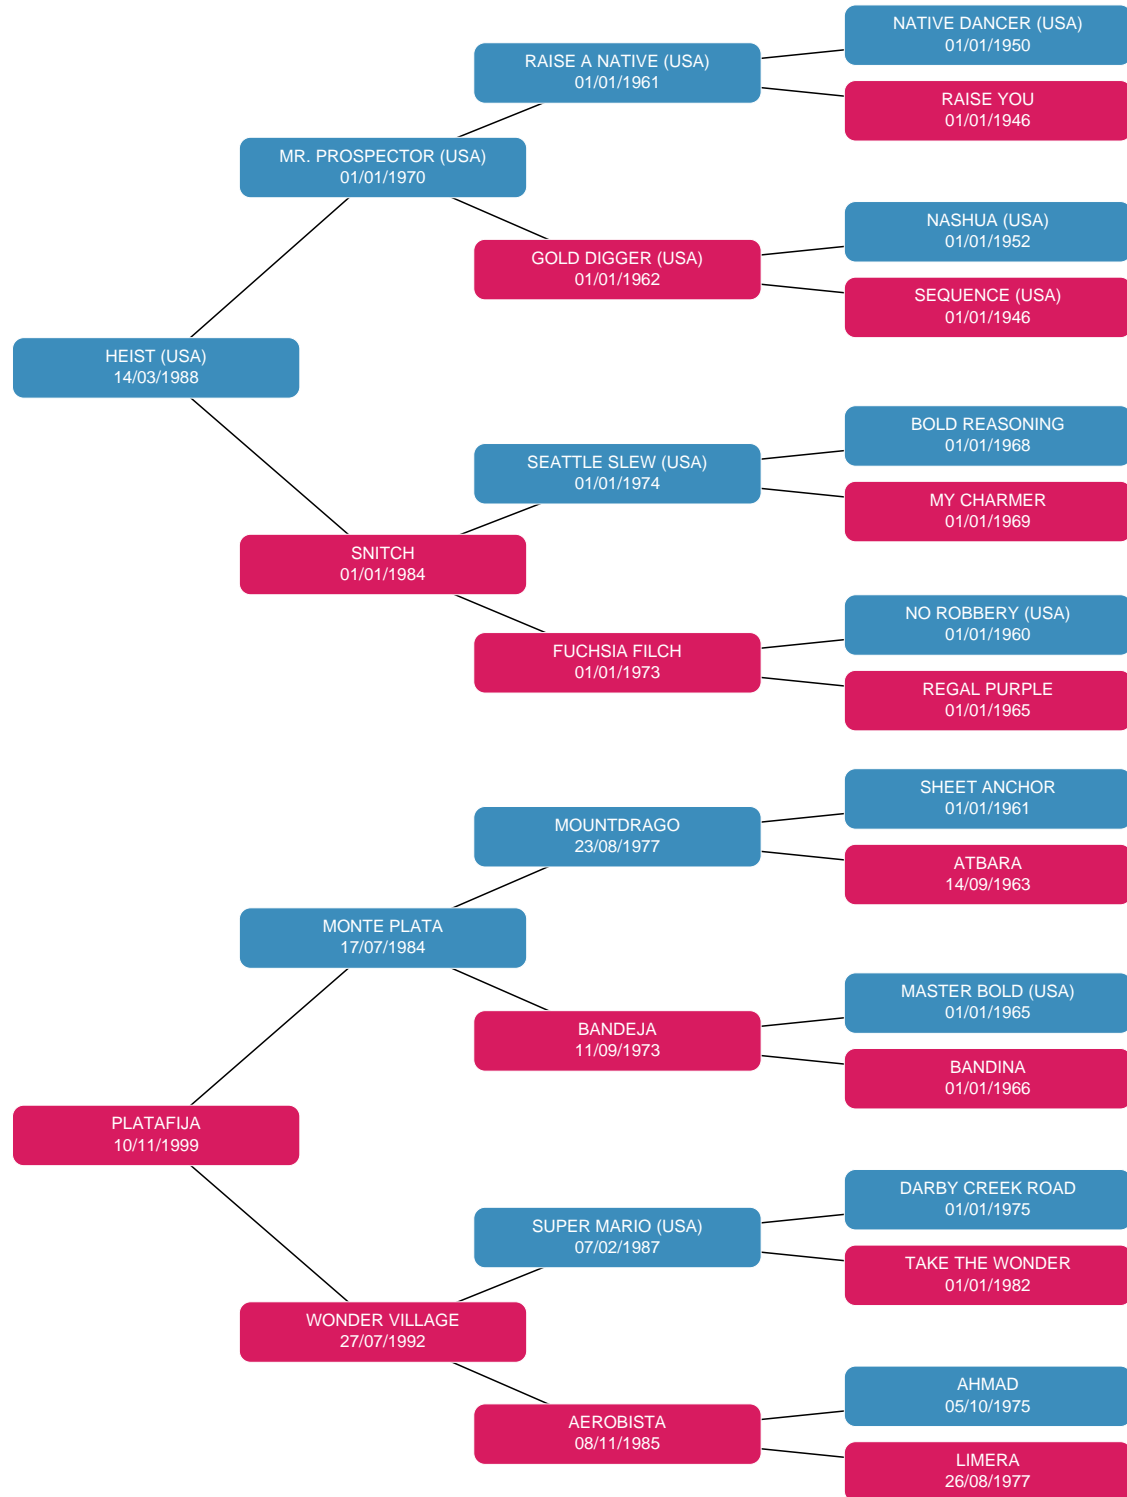 NATIVE DANCER (USA)
01/01/1950
RAISE A NATIVE (USA)
01/01/1961
RAISE YOU
01/01/1946
MR. PROSPECTOR (USA)
01/01/1970
NASHUA (USA)
01/01/1952
GOLD DIGGER (USA)
01/01/1962
SEQUENCE (USA)
01/01/1946
HEIST (USA)
14/03/1988
BOLD REASONING
01/01/1968
SEATTLE SLEW (USA)
01/01/1974
MY CHARMER
01/01/1969
SNITCH
01/01/1984
NO ROBBERY (USA)
01/01/1960
FUCHSIA FILCH
01/01/1973
REGAL PURPLE
01/01/1965
SHEET ANCHOR
01/01/1961
MOUNTDRAGO
23/08/1977
ATBARA
14/09/1963
MONTE PLATA
17/07/1984
MASTER BOLD (USA)
01/01/1965
BANDEJA
11/09/1973
BANDINA
01/01/1966
PLATAFIJA
10/11/1999
DARBY CREEK ROAD
01/01/1975
SUPER MARIO (USA)
07/02/1987
TAKE THE WONDER
01/01/1982
WONDER VILLAGE
27/07/1992
AHMAD
05/10/1975
AEROBISTA
08/11/1985
LIMERA
26/08/1977